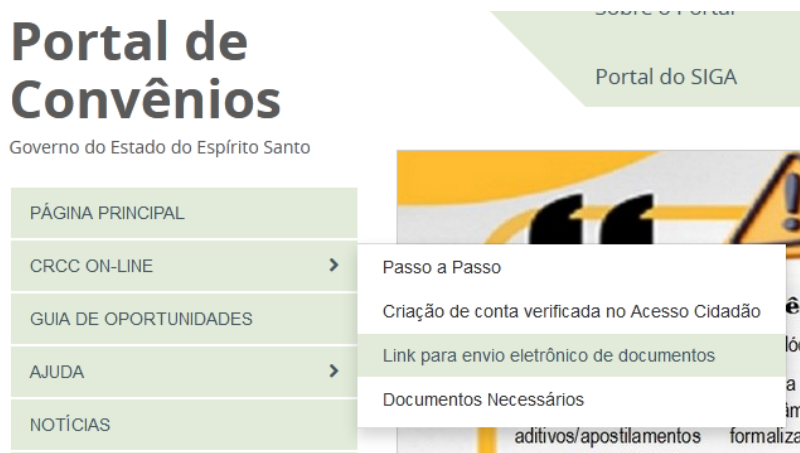 Portal de
Convênios
Governo do Estado do Espírito Santo
Sobre o Portal
Portal do SIGA
PÁGINA PRINCIPAL
CRCC ON-LINE
GUIA DE OPORTUNIDADES
AJUDA
NOTÍCIAS
Passo a Passo
Criação de conta verificada no Acesso Cidadão
Link para envio eletrônico de documentos
Documentos Necessários
aditivos/apostilamentos